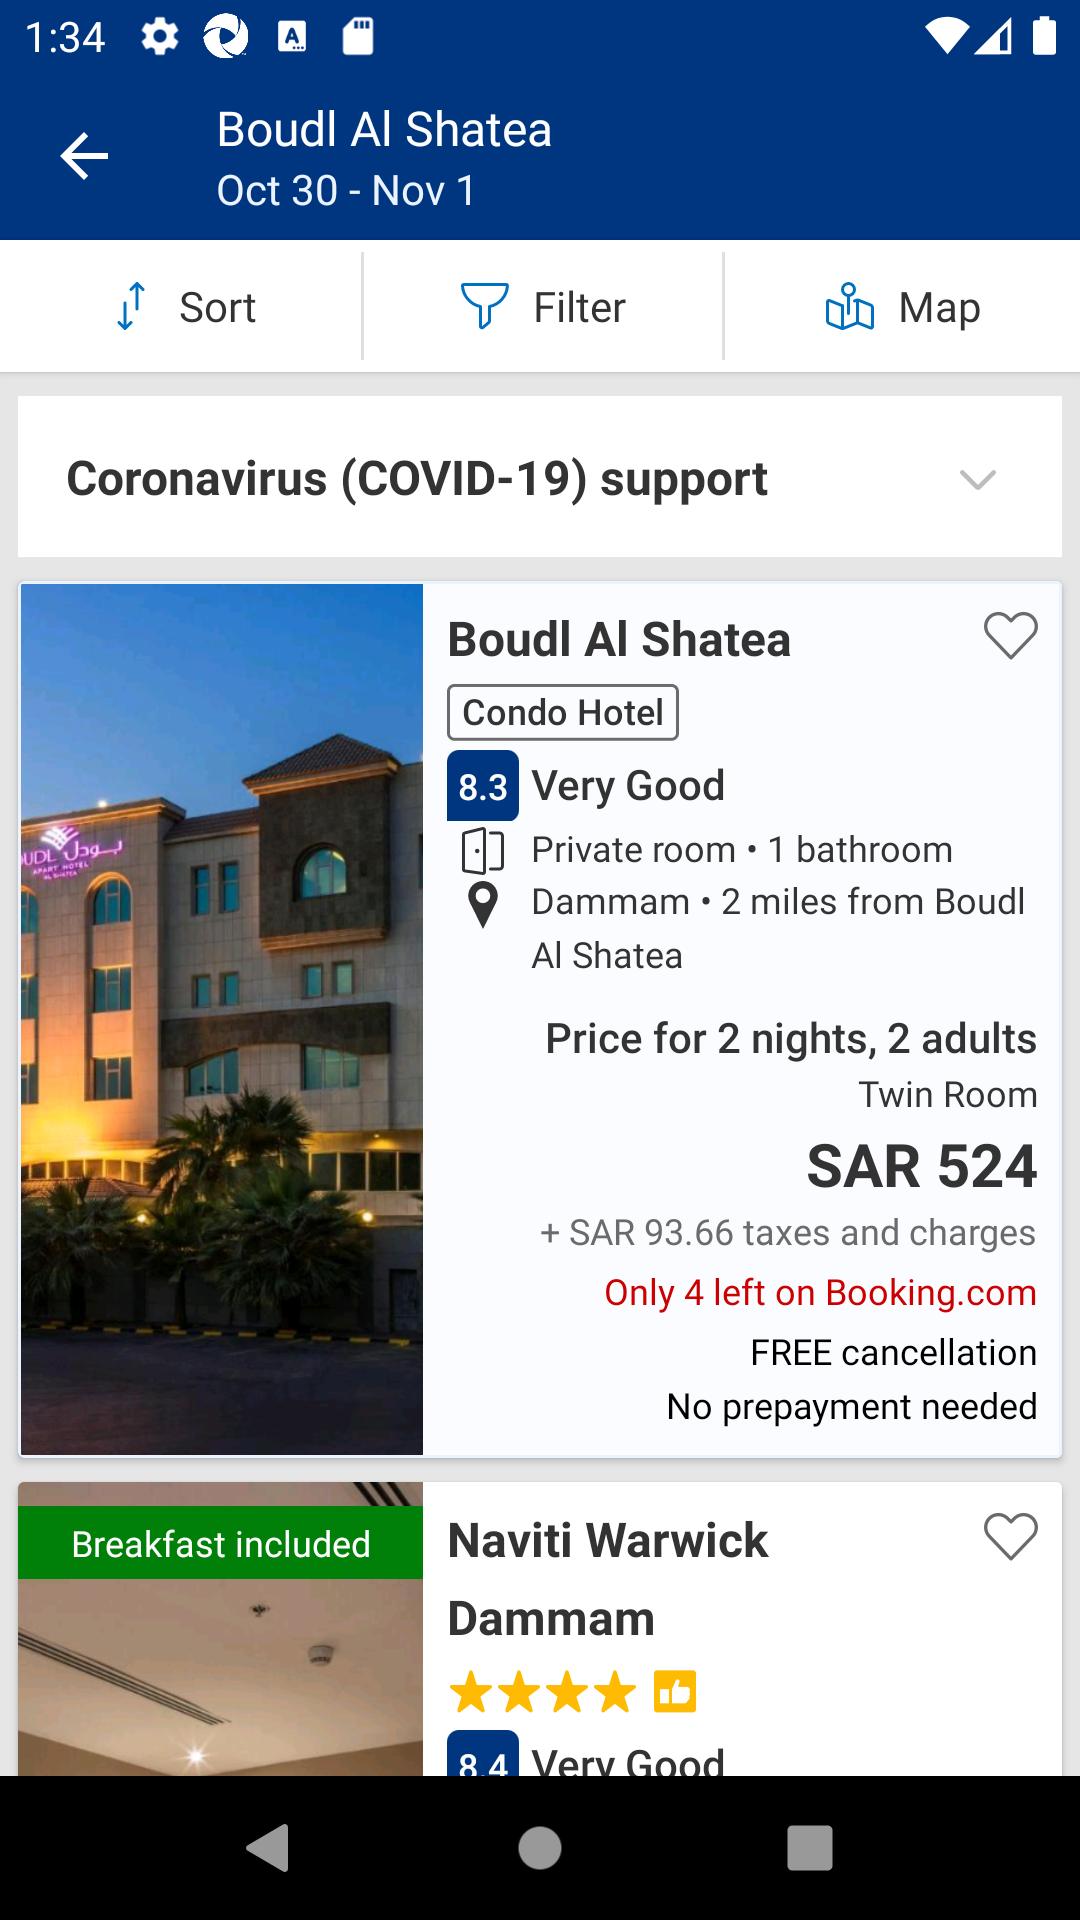 1:34
Boudl Al Shatea
Oct 30 - Nov 1
Sort
Filter
Map
Coronavirus (COVID-19) support
Boudl Al Shatea
Condo Hotel
8.3 Very Good
Private room • 1 bathroom
Dammam • 2 miles from Boudl
Al Shatea
Price for 2 nights, 2 adults
Twin Room
SAR 524
+ SAR 93.66 taxes and charges
Only 4 left on Booking.com
FREE cancellation
No prepayment needed
بودل
APART HOTEL
AL SHATEA
Breakfast included
Naviti Warwick
Dammam
8.4 Very Good